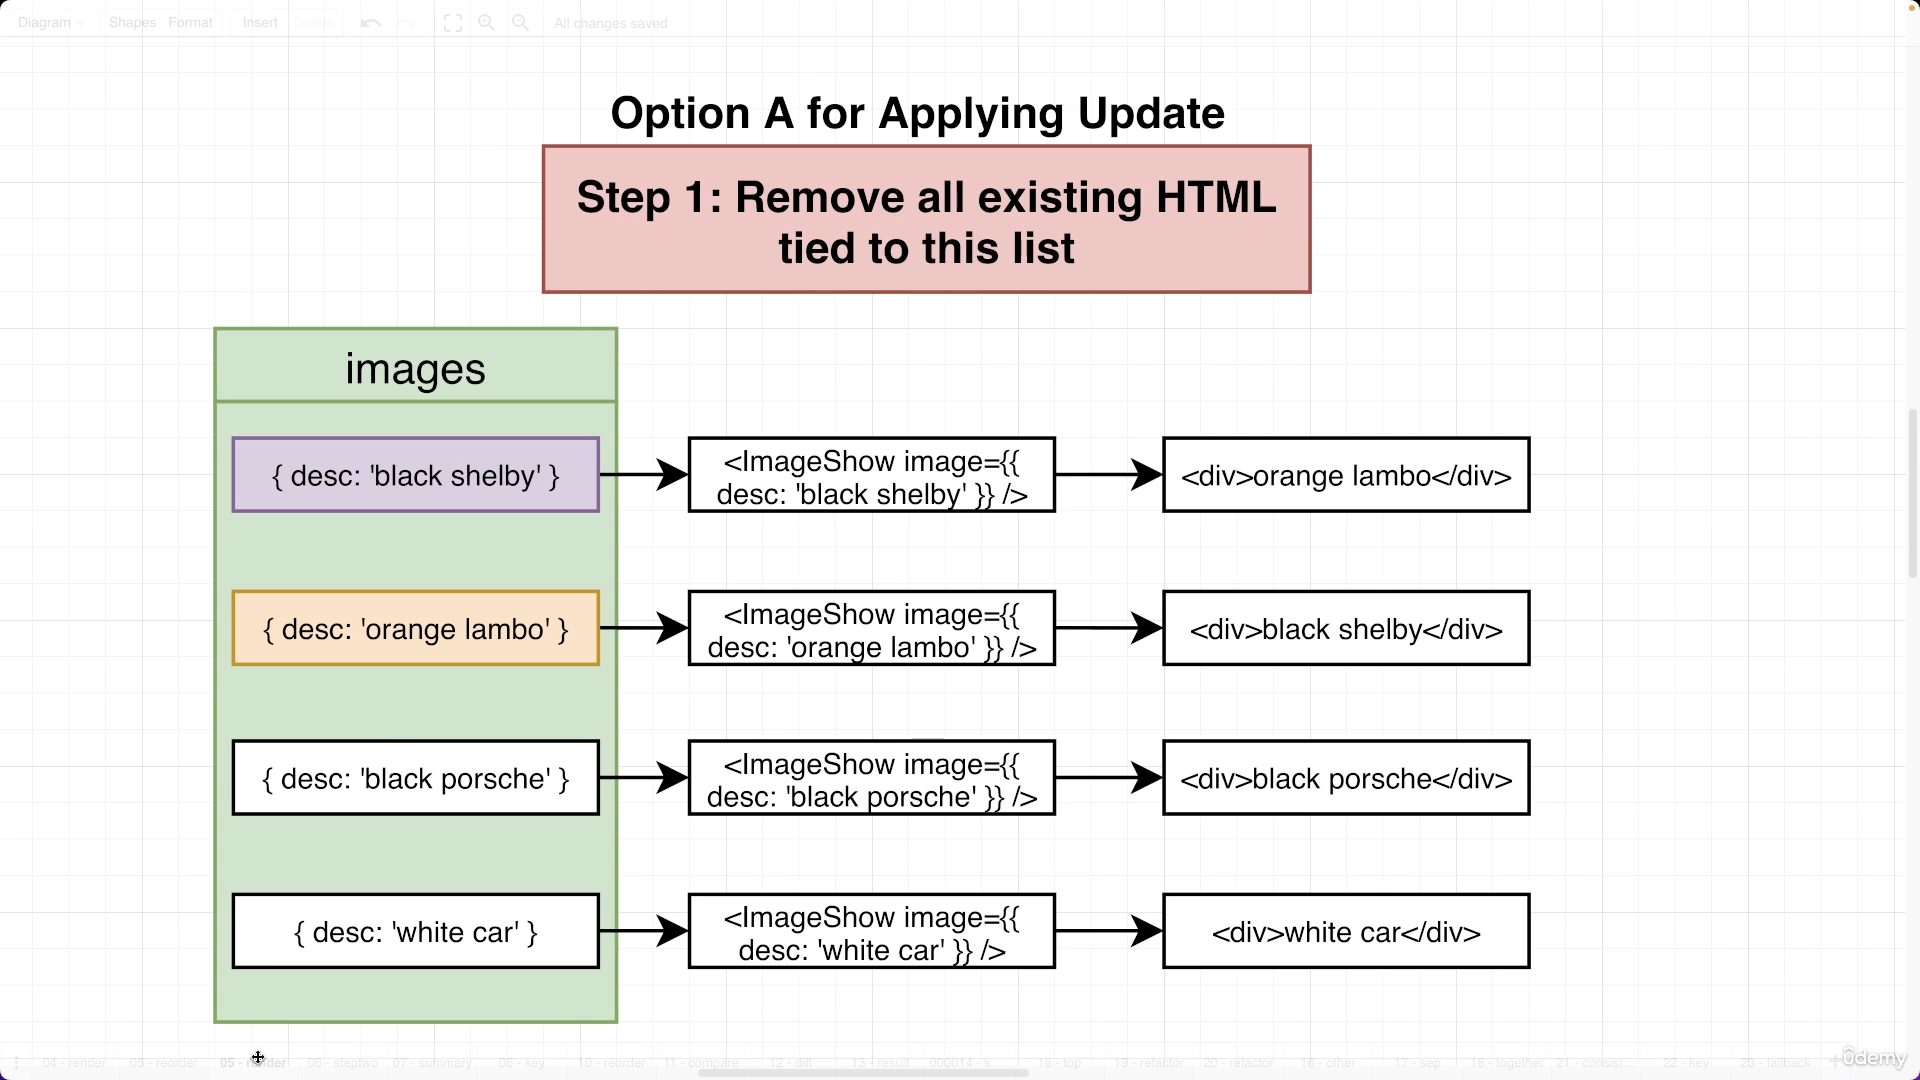 Diagram Shapes Format Insert Delete All changes saved
Option A for Applying Update
Step 1: Remove all existing HTML
tied to this list
images
{ desc: 'black shelby' }
<ImageShow image={{
desc: 'black shelby' }} />
<div>orange lambo</div>
{ desc: 'orange lambo' }
<ImageShow image={{
desc: 'orange lambo' }} />
<div>black shelby</div>
{ desc: 'black porsche' }
<ImageShow image={{
desc: 'black porsche' }} />
<div>black porsche</div>
{ desc: 'white car' }
<ImageShow image={{
desc: 'white car' }} />
<div>white car</div>
04 - render 05 - reorder 05 - render 06 - steptwo 07 - summary 05 - key 10 - reorder 11 - compare 12 - diff 13 - result 000014 - k... 18 - top 19 - refactor 20 - refactor 16 - other 17 - sep 18 - together 21 - consist... 22 - key 23 - fallback
ûdemy